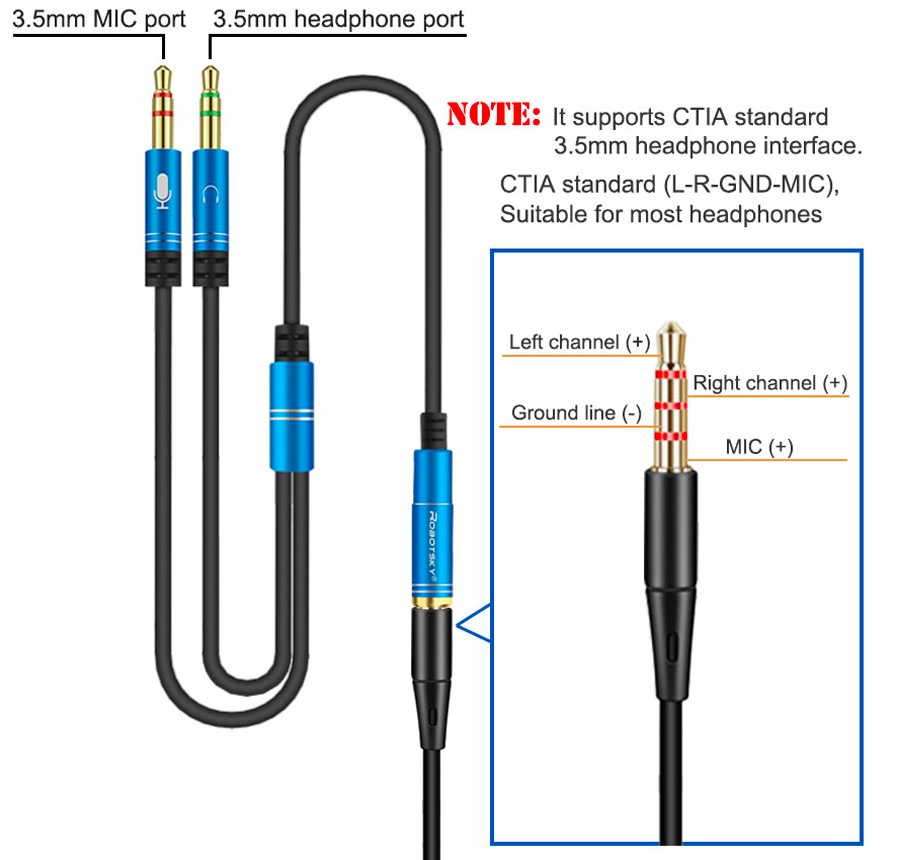 3.5mm MIC port
3.5mm headphone port
NOTE: It supports CTIA standard
3.5mm headphone interface.
CTIA standard (L-R-GND-MIC),
Suitable for most headphones
Left channel (+)
Right channel (+)
Ground line (-)
MIC (+)
ROBOTSKY®